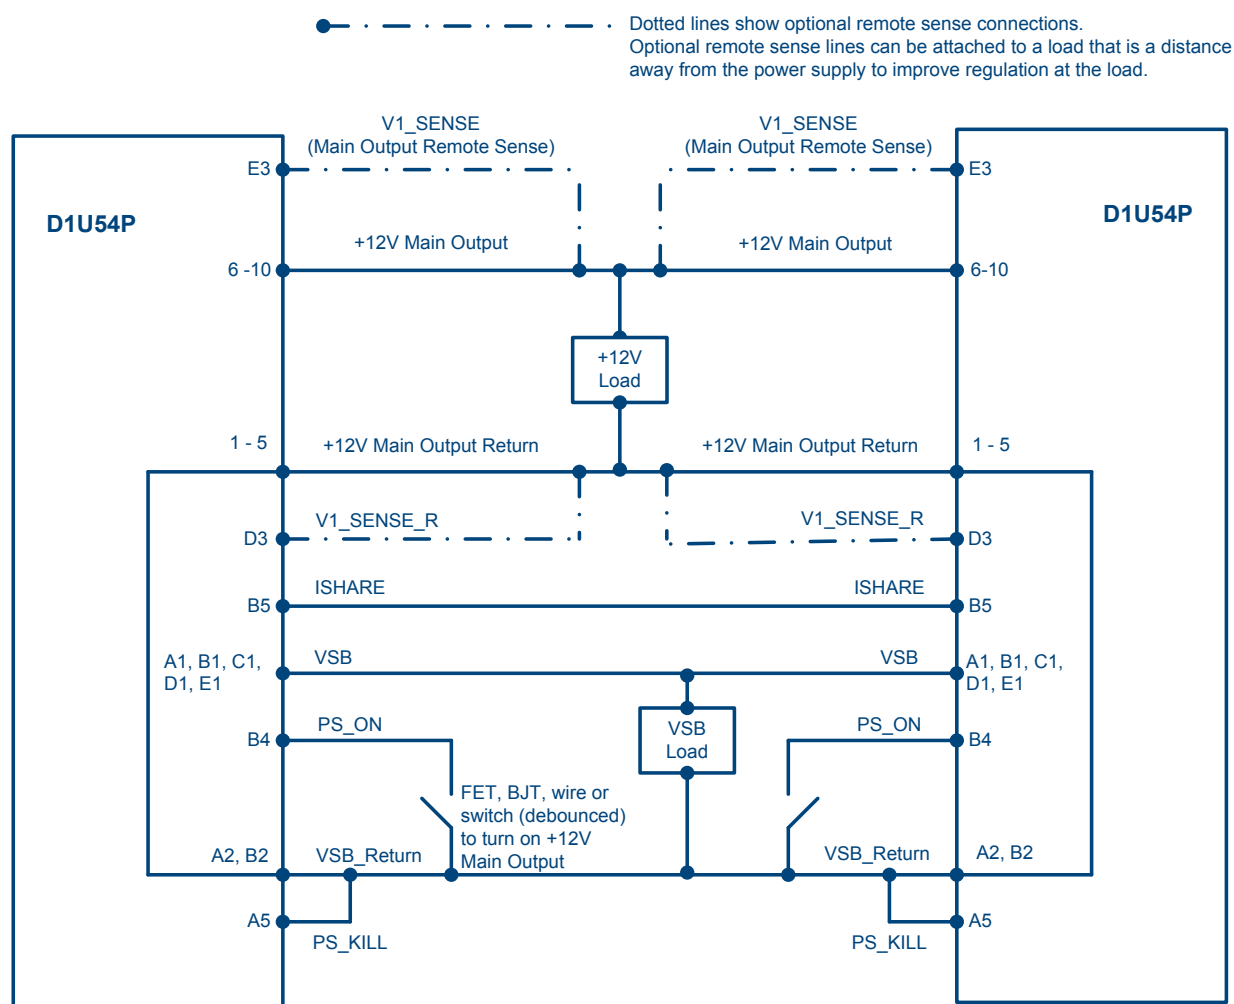 Dotted lines show optional remote sense connections.
Optional remote sense lines can be attached to a load that is a distance
away from the power supply to improve regulation at the load.
V1_SENSE
(Main Output Remote Sense)
V1_SENSE
(Main Output Remote Sense)
E3
E3
D1U54P
D1U54P
+12V Main Output
+12V Main Output
6 -10
6-10
+12V
Load
1 - 5
+12V Main Output Return
+12V Main Output Return
1 - 5
V1_SENSE_R
V1_SENSE_R
D3
D3
ISHARE
ISHARE
B5
B5
A1, B1, C1,
D1, E1
VSB
VSB
A1, B1, C1,
D1, E1
PS_ON
VSB
Load
PS_ON
B4
B4
FET, BJT, wire or
switch (debounced)
to turn on +12V
Main Output
A2, B2
VSB_Return
VSB_Return
A2, B2
A5
A5
PS_KILL
PS_KILL